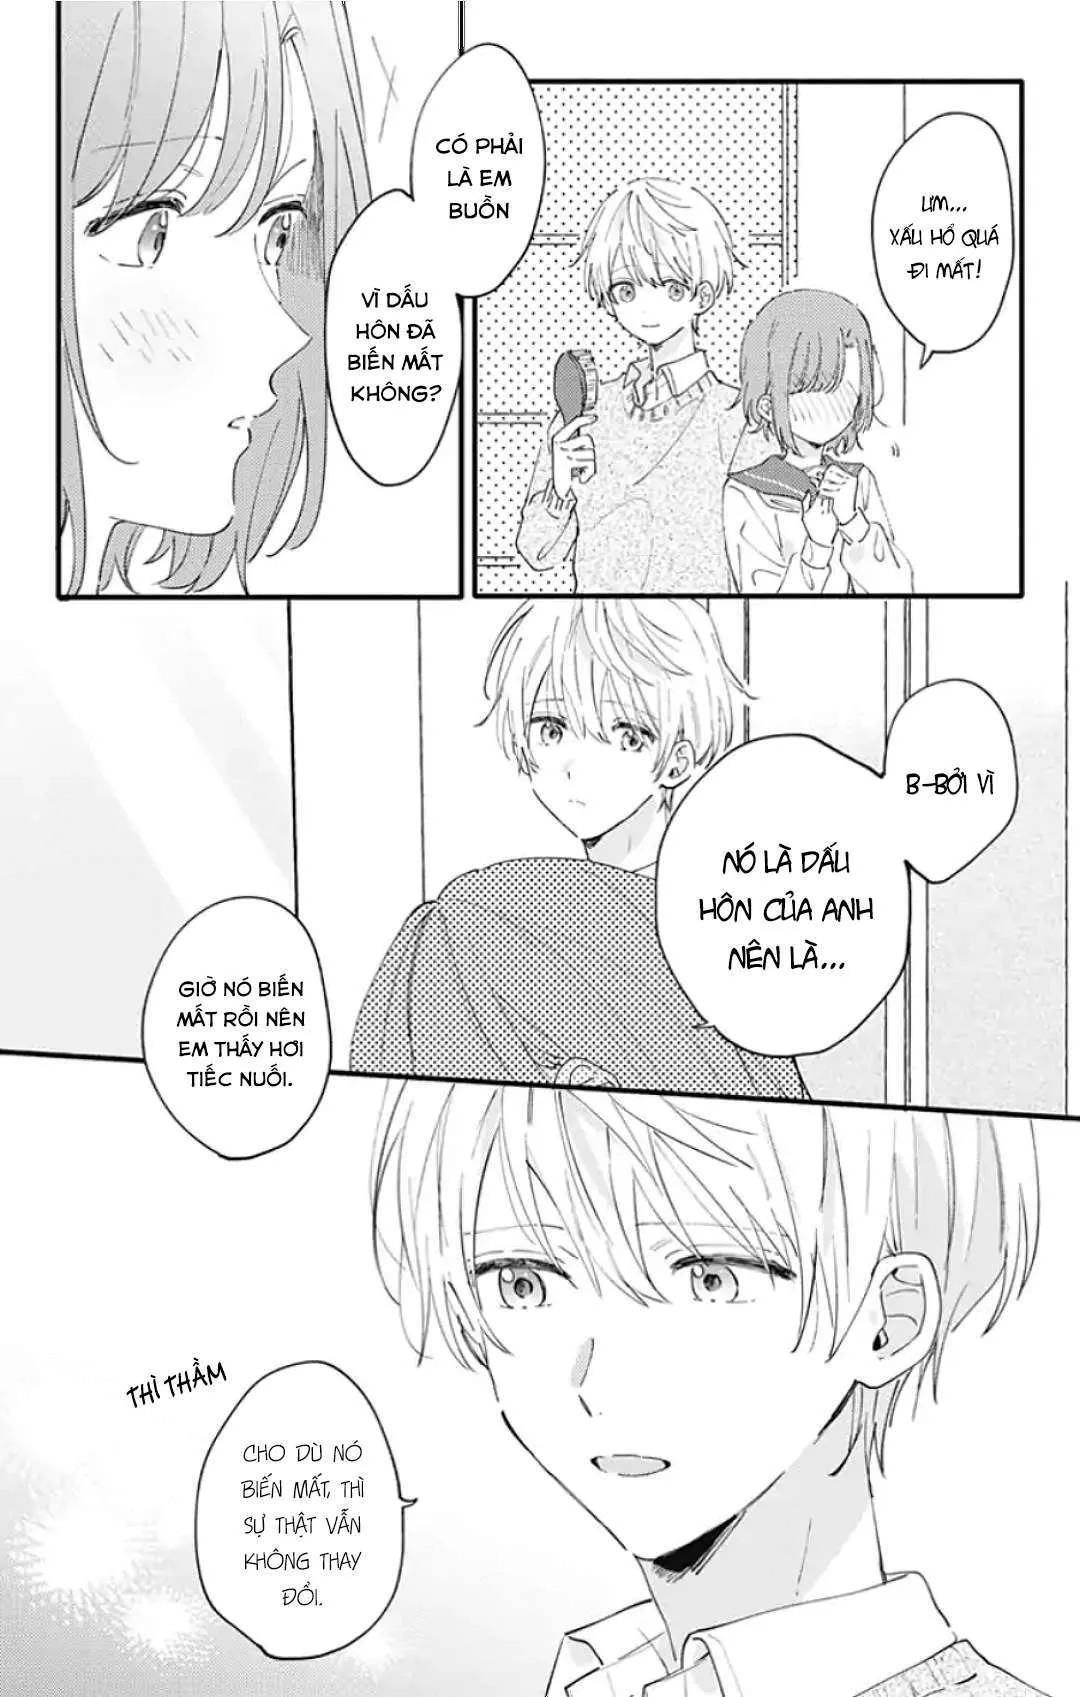 ƯM...
XẤU HỔ QUÁ
ĐI MẤT!
CÓ PHẢI
LÀ EM
BUỒN
VÌ DẤU
HÔN ĐÃ
BIẾN MẤT
KHÔNG?
B-BỞI VÌ
NÓ LÀ DẤU
HÔN CỦA ANH
NÊN LÀ...
GIỜ NÓ BIẾN
MẤT RỒI NÊN
EM THẤY HƠI
TIẾC NUỐI.
THÌ THẦM
CHO DÙ NÓ
BIẾN MẤT, THÌ
SỰ THẬT VẪN
KHÔNG THAY
ĐỔI.